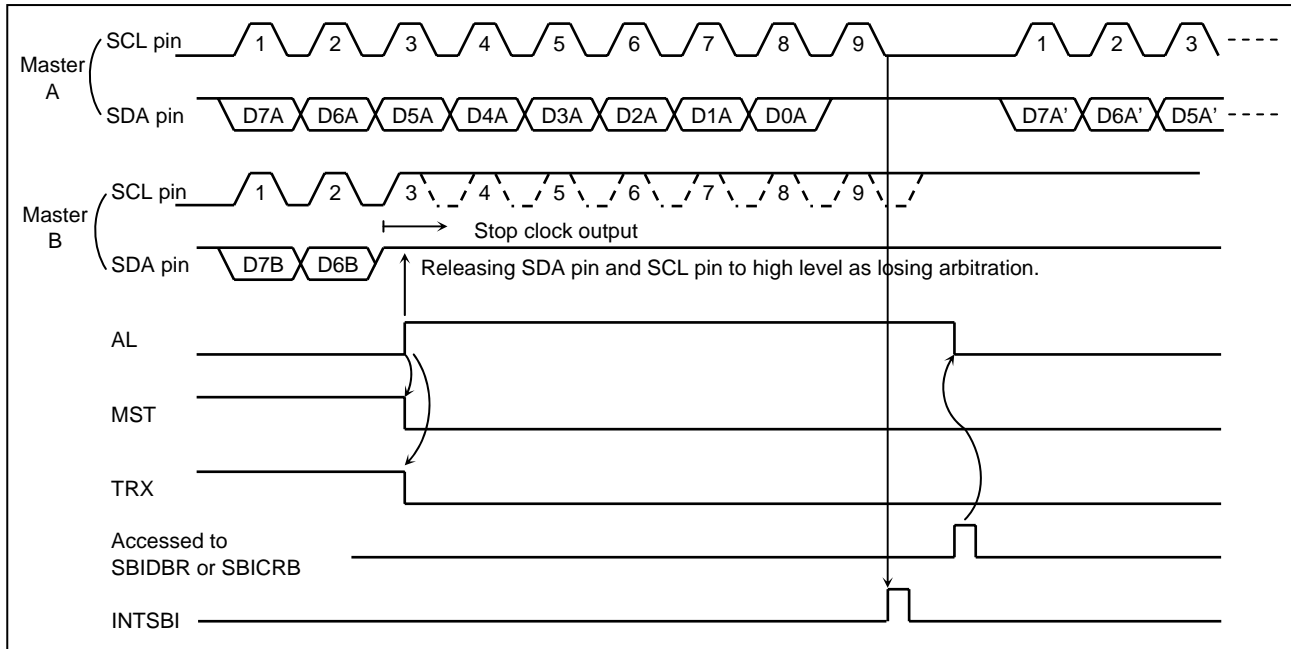 SCL pin 1 2 3 4 5 6 7 8 9 1 2 3
Master A
SDA pin D7A D6A D5A D4A D3A D2A D1A D0A D7A' D6A' D5A'
SCL pin 1 2 3 4 5 6 7 8 9
Master B
Stop clock output
SDA pin D7B D6B
Releasing SDA pin and SCL pin to high level as losing arbitration.
AL
MST
TRX
Accessed to
SBIDBR or SBICRB
INTSBI